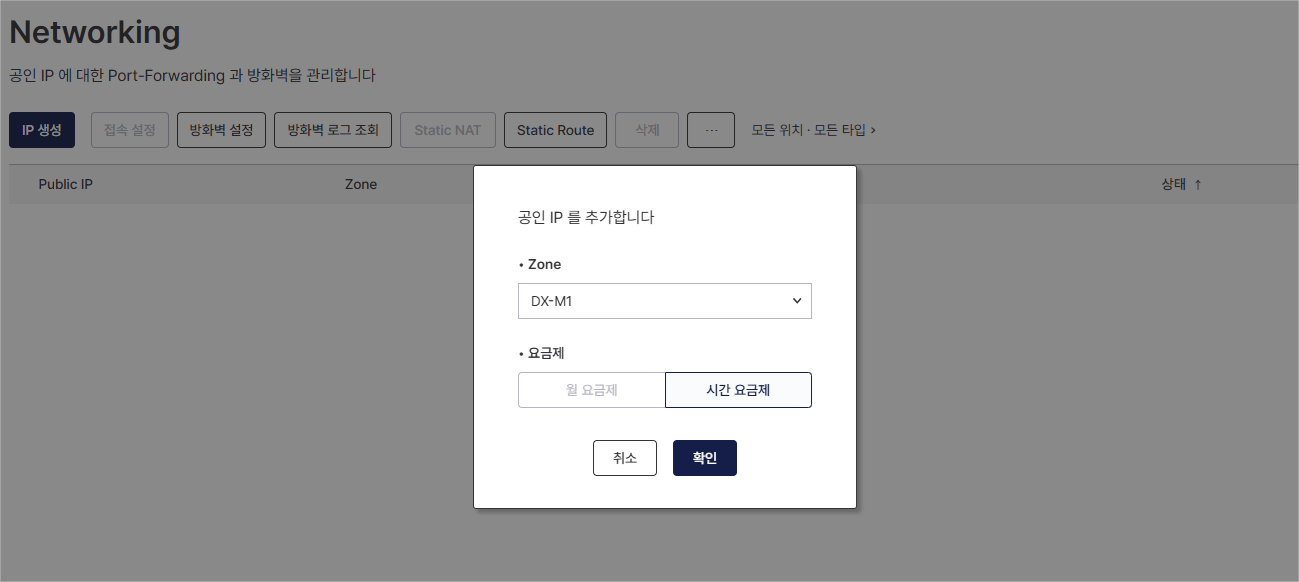 Networking
공인 IP 에 대한 Port-Forwarding 과 방화벽을 관리합니다
IP 생성 접속 설정 방화벽 설정 방화벽 로그 조회 Static NAT Static Route 삭제 ··· 모든 위치 · 모든 타입 ›
Public IP Zone 상태 ↑
공인 IP 를 추가합니다
• Zone
DX-M1
• 요금제
월 요금제 시간 요금제
취소 확인